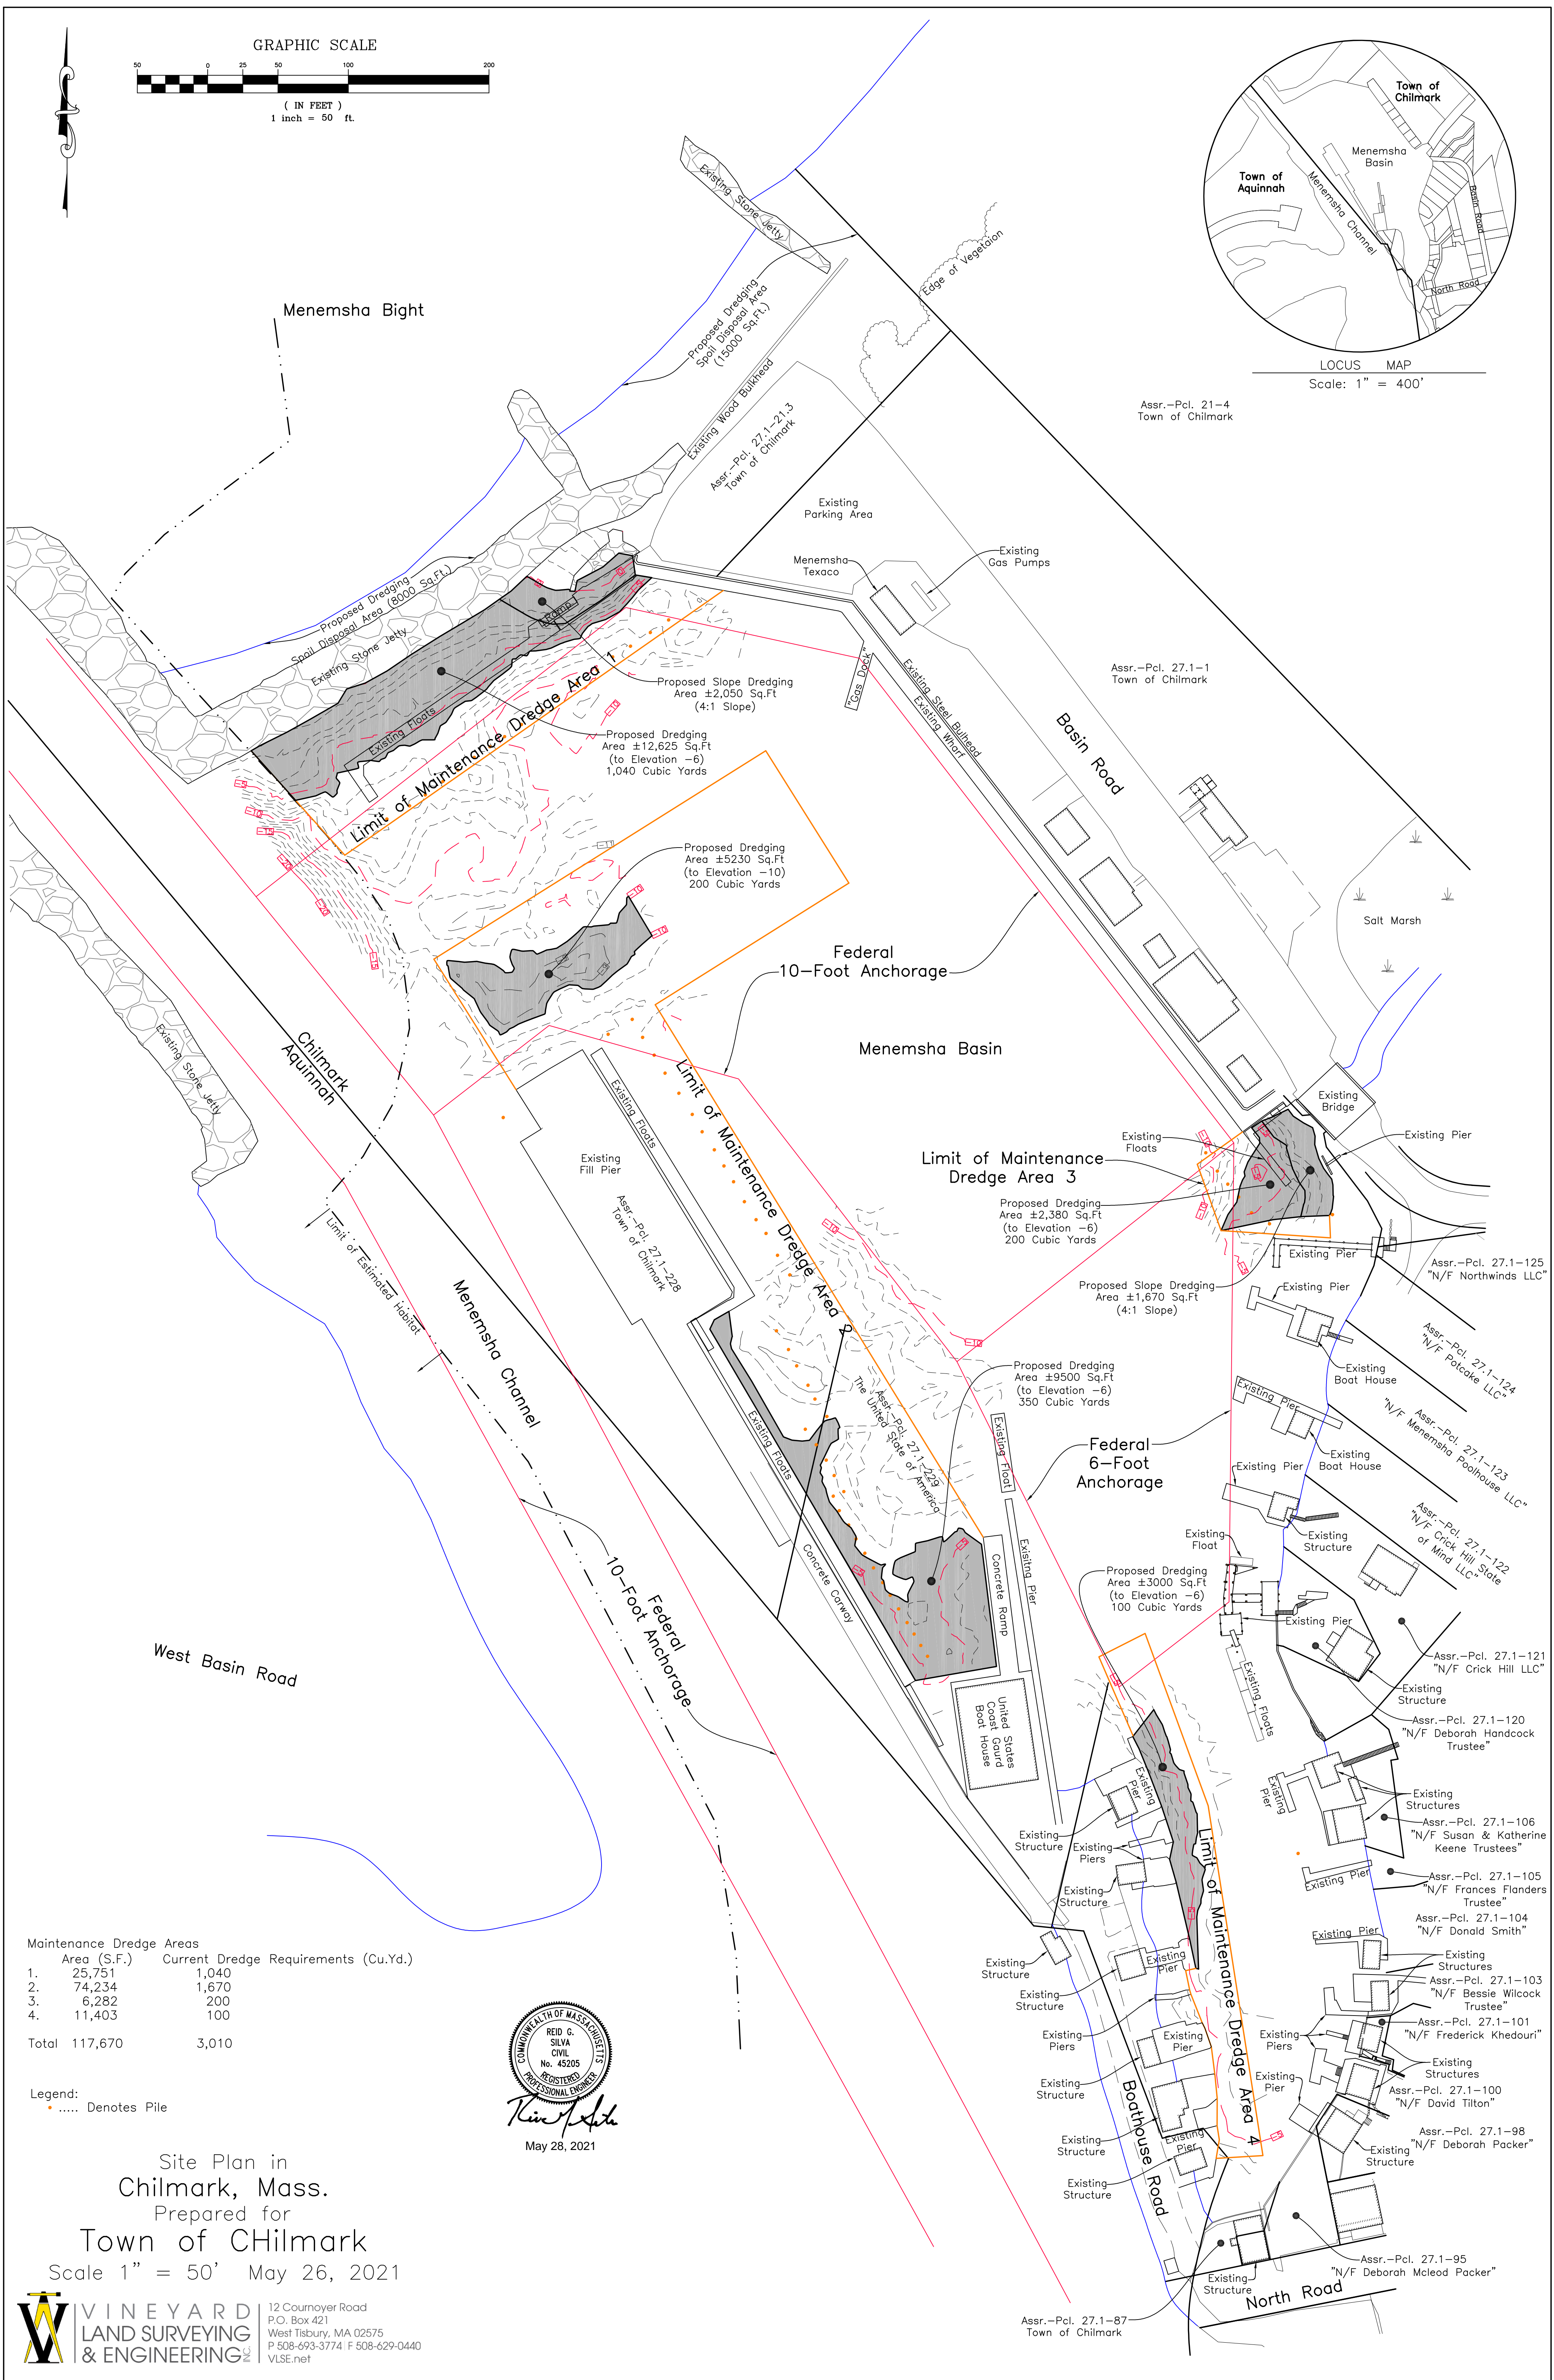 GRAPHIC SCALE
50 0 25 50 100 200
( IN FEET )
1 inch = 50 ft.
Town of
Chilmark
Menemsha
Basin
Town of
Aquinnah
Menemsha Channel
Basin Road
North Road
LOCUS MAP
Scale: 1" = 400'
Existing Stone Jetty
Edge of Vegetaion
Menemsha Bight
Proposed Dredging
Spoil Disposal Area
(15000 Sq.Ft.)
Existing Wood Bulkhead
Assr.-Pcl. 27.1-21.3
Town of Chilmark
Assr.-Pcl. 21-4
Town of Chilmark
Existing
Parking Area
Menemsha
Texaco
Existing
Gas Pumps
Proposed Dredging
Spoil Disposal Area (8000 Sq.Ft.)
Existing Stone Jetty
Ramp
Existing Floats
Limit of Maintenance Dredge Area 1
Proposed Slope Dredging
Area ±2,050 Sq.Ft
(4:1 Slope)
"Gas Dock"
Existing Steel Bulhead
Existing Wharf
Assr.-Pcl. 27.1-1
Town of Chilmark
Basin Road
Proposed Dredging
Area ±12,625 Sq.Ft
(to Elevation -6)
1,040 Cubic Yards
-10
-5
-10
-15
-20
-20
-15
-11
-10
-10
Proposed Dredging
Area ±5230 Sq.Ft
(to Elevation -10)
200 Cubic Yards
Salt Marsh
Federal
10-Foot Anchorage
Existing Stone Jetty
Chilmark
Aquinnah
Menemsha Basin
Existing Floats
Limit of Maintenance Dredge Area 2
Existing
Fill Pier
Assr.-Pcl. 27.1-228
Town of Chilmark
Existing
Bridge
Existing
Floats
Existing Pier
Limit of Maintenance
Dredge Area 3
Proposed Dredging
Area ±2,380 Sq.Ft
(to Elevation -6)
200 Cubic Yards
-10
-10
-5
Existing Pier
Assr.-Pcl. 27.1-125
"N/F Northwinds LLC"
Proposed Slope Dredging
Area ±1,670 Sq.Ft
(4:1 Slope)
Existing Pier
Existing
Boat House
Assr.-Pcl. 27.1-124
"N/F Potcake LLC"
Limit of Estimated Habitat
Menemsha Channel
-10
-10
Proposed Dredging
Area ±9500 Sq.Ft
(to Elevation -6)
350 Cubic Yards
Assr.-Pcl. 27.1-229
The United State of America
Existing Float
Existing Floats
Federal
6-Foot
Anchorage
Existing Pier
Existing
Boat House
Assr.-Pcl. 27.1-123
"N/F Menemsha Poolhouse LLC"
Existing Pier
Existing
Structure
Assr.-Pcl. 27.1-122
"N/F Crick Hill State
of Mind LLC"
Existing
Float
Concrete Carway
Concrete Ramp
Exisitng Pier
-5
-5
Federal
10-Foot Anchorage
Proposed Dredging
Area ±3000 Sq.Ft
(to Elevation -6)
100 Cubic Yards
Existing Pier
Existing Floats
Assr.-Pcl. 27.1-121
"N/F Crick Hill LLC"
Existing
Structure
Assr.-Pcl. 27.1-120
"N/F Deborah Handcock
Trustee"
West Basin Road
United States
Coast Gaurd
Boat House
Existing
Pier
Existing
Pier
Existing
Structures
Assr.-Pcl. 27.1-106
"N/F Susan & Katherine
Keene Trustees"
Existing
Structure
Existing
Piers
Existing
Structure
Existing Pier
Assr.-Pcl. 27.1-105
"N/F Frances Flanders
Trustee"
Assr.-Pcl. 27.1-104
"N/F Donald Smith"
Existing Pier
Existing
Structures
Limit of Maintenance Dredge Area 4
Existing
Structure
Existing
Pier
Assr.-Pcl. 27.1-103
"N/F Bessie Wilcock
Trustee"
Existing
Structure
Assr.-Pcl. 27.1-101
"N/F Frederick Khedouri"
Existing
Piers
Existing
Pier
Existing
Piers
Existing
Structures
Existing
Structure
Existing
Pier
Assr.-Pcl. 27.1-100
"N/F David Tilton"
Boathouse Road
Existing
Structure
Existing
Pier
-5
Assr.-Pcl. 27.1-98
"N/F Deborah Packer"
Existing
Structure
Existing
Structure
Existing
Structure
Assr.-Pcl. 27.1-95
"N/F Deborah Mcleod Packer"
North Road
Assr.-Pcl. 27.1-87
Town of Chilmark
Maintenance Dredge Areas
Area (S.F.) Current Dredge Requirements (Cu.Yd.)
1. 25,751 1,040
2. 74,234 1,670
3. 6,282 200
4. 11,403 100
Total 117,670 3,010
COMMONWEALTH OF MASSACHUSETTS
REID G.
SILVA
CIVIL
No. 45205
REGISTERED
PROFESSIONAL ENGINEER
May 28, 2021
Legend:
..... Denotes Pile
Site Plan in
Chilmark, Mass.
Prepared for
Town of CHilmark
Scale 1" = 50' May 26, 2021
VINEYARD
LAND SURVEYING
& ENGINEERING INC.
12 Cournoyer Road
P.O. Box 421
West Tisbury, MA 02575
P 508-693-3774 F 508-629-0440
VLSE.net